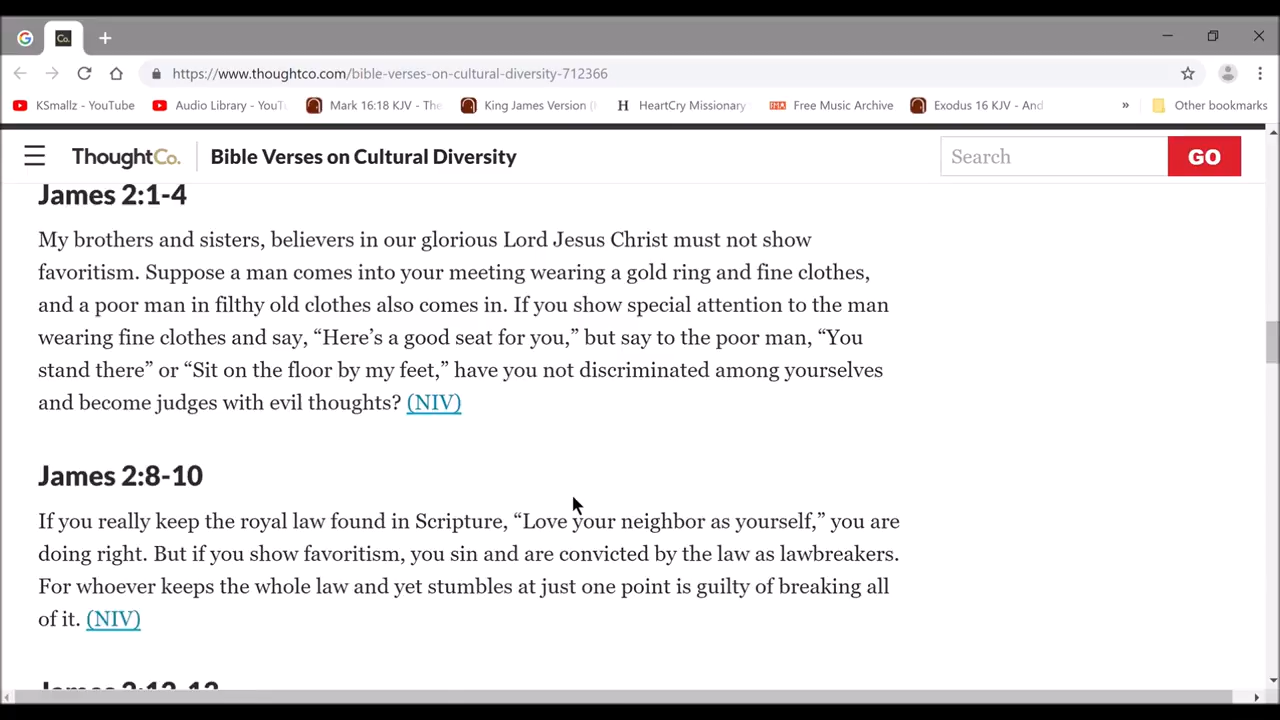 Co.
https://www.thoughtco.com/bible-verses-on-cultural-diversity-712366
KSmallz - YouTube
Audio Library - YouT
Mark 16:18 KJV - The
King James Version (
HeartCry Missionary
Free Music Archive
Exodus 16 KJV - And
»
Other bookmarks
ThoughtCo.
Bible Verses on Cultural Diversity
Search
GO
James 2:1-4
My brothers and sisters, believers in our glorious Lord Jesus Christ must not show
favoritism. Suppose a man comes into your meeting wearing a gold ring and fine clothes,
and a poor man in filthy old clothes also comes in. If you show special attention to the man
wearing fine clothes and say, “Here’s a good seat for you,” but say to the poor man, “You
stand there” or “Sit on the floor by my feet,” have you not discriminated among yourselves
and become judges with evil thoughts? (NIV)
James 2:8-10
If you really keep the royal law found in Scripture, “Love your neighbor as yourself,” you are
doing right. But if you show favoritism, you sin and are convicted by the law as lawbreakers.
For whoever keeps the whole law and yet stumbles at just one point is guilty of breaking all
of it. (NIV)
James 2:12-13